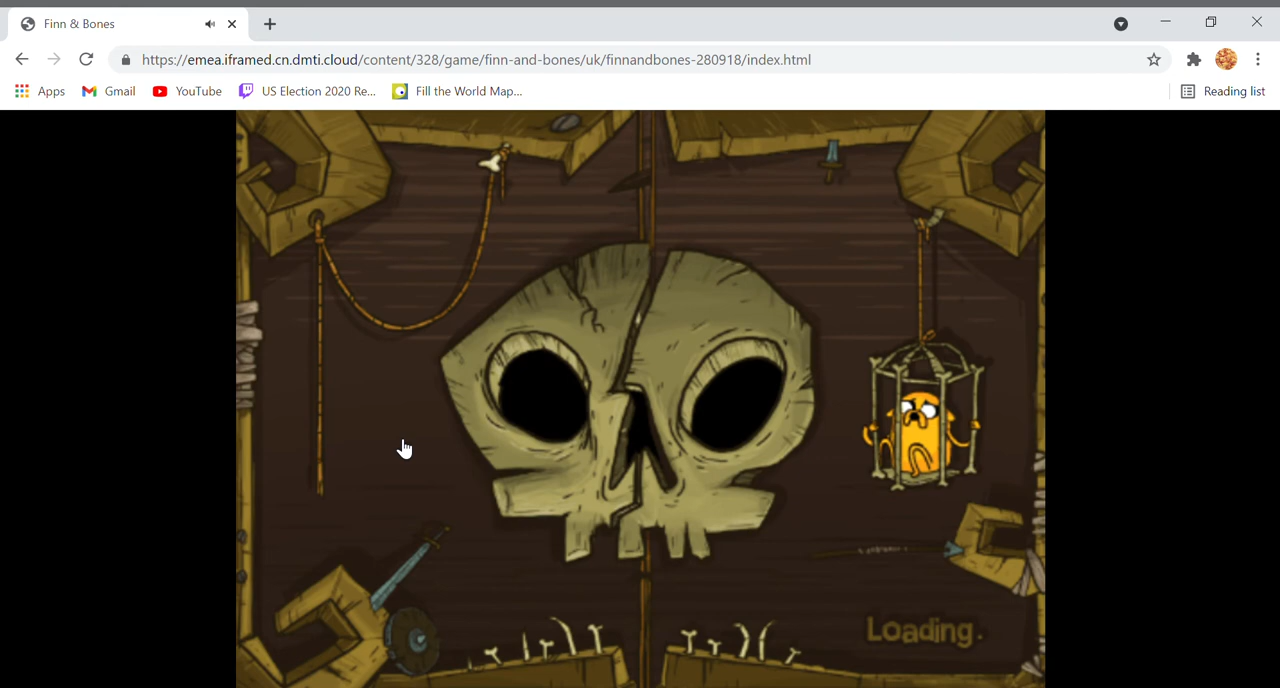 Finn & Bones
https://emea.iframed.cn.dmti.cloud/content/328/game/finn-and-bones/uk/finnandbones-280918/index.html
Apps Gmail YouTube US Election 2020 Re... Fill the World Map... Reading list
Loading.